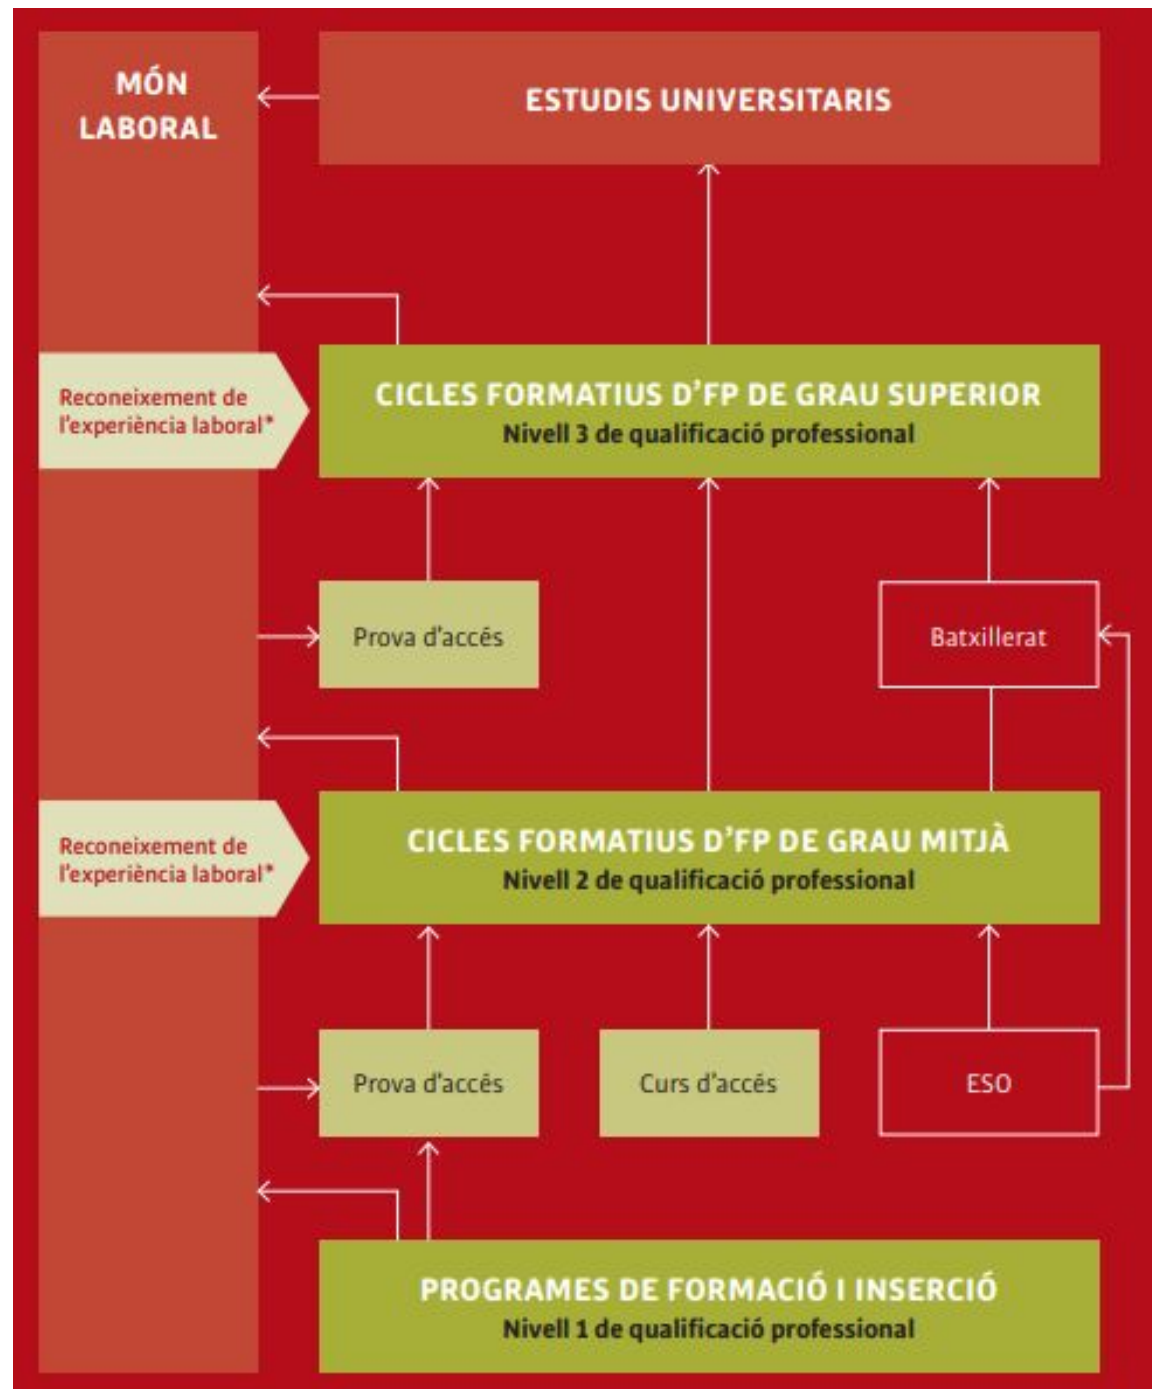 MÓN
LABORAL
ESTUDIS UNIVERSITARIS
Reconeixement de
l'experiència laboral*
CICLES FORMATIUS D'FP DE GRAU SUPERIOR
Nivell 3 de qualificació professional
Prova d'accés
Batxillerat
Reconeixement de
l'experiència laboral*
CICLES FORMATIUS D'FP DE GRAU MITJÀ
Nivell 2 de qualificació professional
Prova d'accés
Curs d'accés
ESO
PROGRAMES DE FORMACIÓ I INSERCIÓ
Nivell 1 de qualificació professional